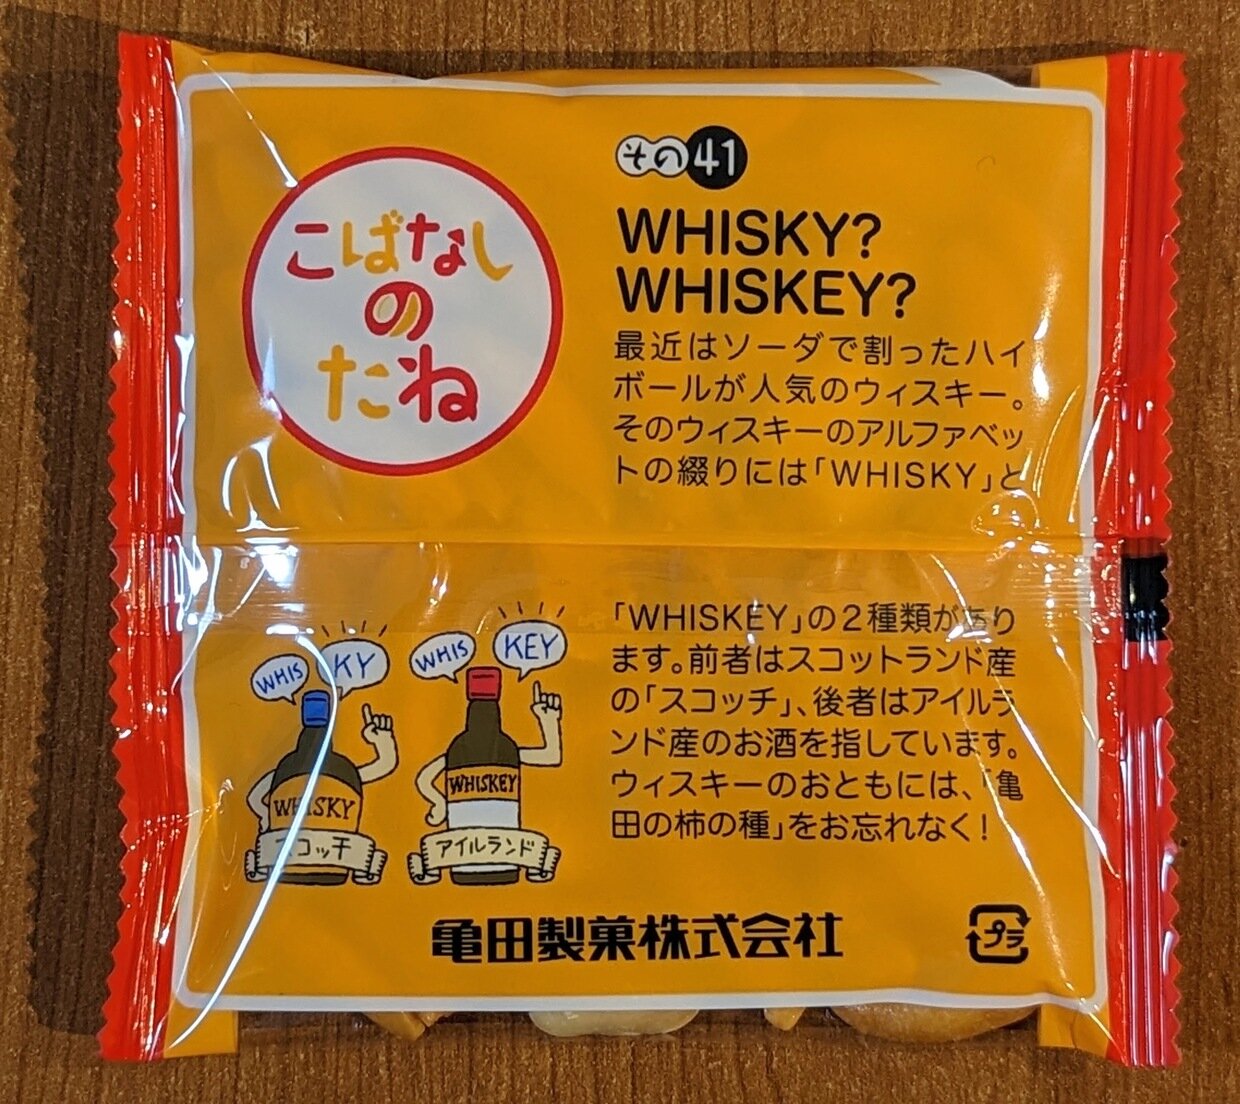 こばなし
の
たね
その41
WHISKY?
WHISKEY?
最近はソーダで割ったハイ
ボールが人気のウィスキー。
そのウィスキーのアルファベッ
トの綴りには「WHISKY」と
「WHISKEY」の2種類があり
ます。前者はスコットランド産
の「スコッチ」、後者はアイルラ
ンド産のお酒を指しています。
ウィスキーのおともには、「亀
田の柿の種」をお忘れなく!
WHIS
KY
WHISKY
スコッチ
WHIS
KEY
WHISKEY
アイルランド
亀田製菓株式会社
プラ